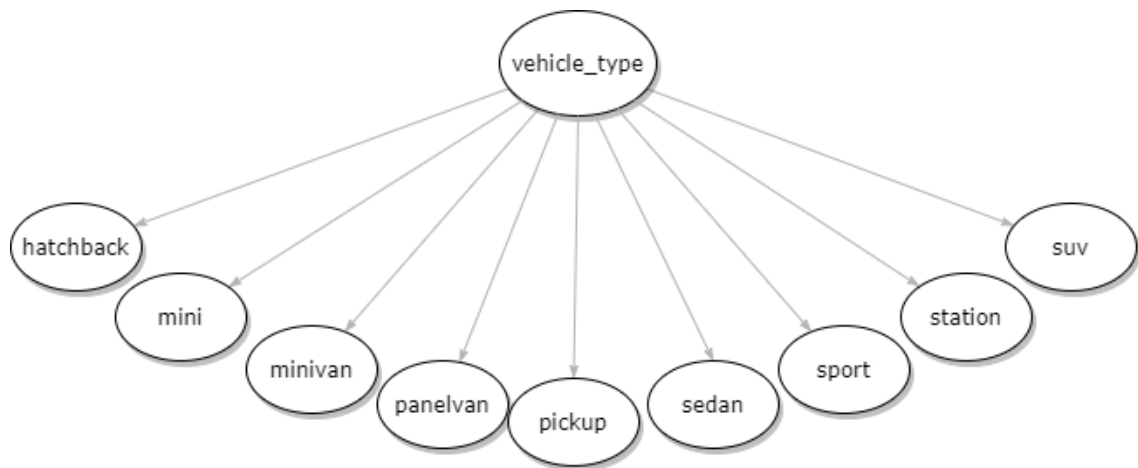 vehicle_type
hatchback
mini
minivan
panelvan
pickup
sedan
sport
station
suv